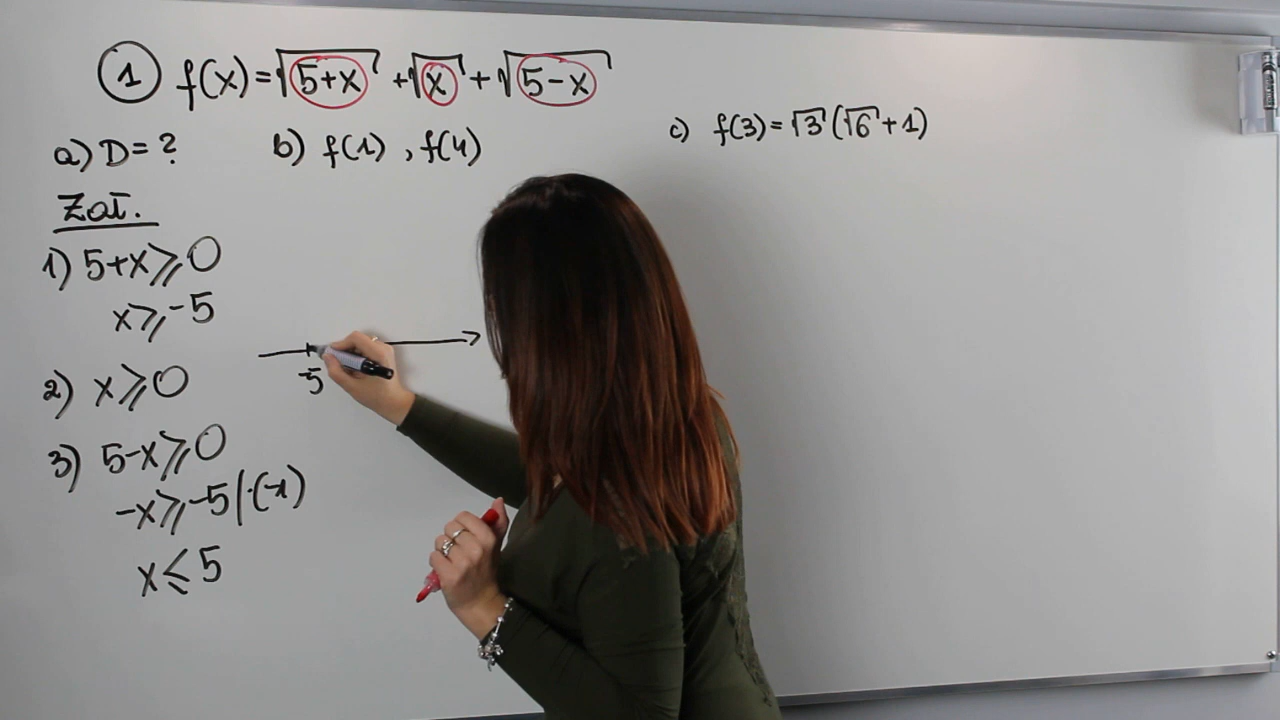 1 f(x)=√(5+x) +√x+√(5-x)
a) D=? b) f(1) , f(4) c) f(3)=√3(√6+1)
Zał.
1) 5+x⩾0
x⩾-5
-5
2) x⩾0
3) 5-x⩾0
-x⩾-5|·(-1)
x≤5